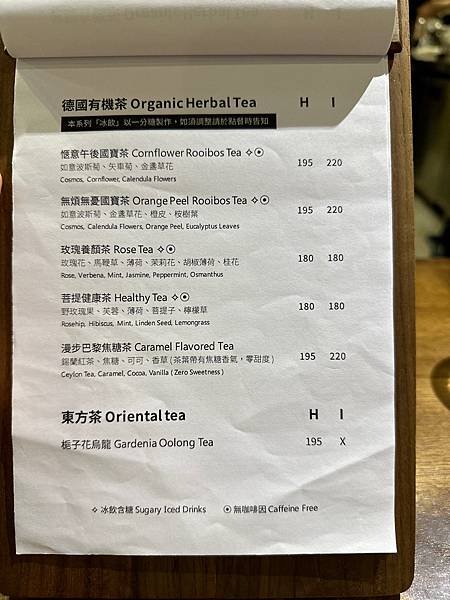 德國有機茶 Organic Herbal Tea H I
本系列「冰飲」以一分糖製作，如須調整請於點餐時告知
愜意午後國寶茶 Cornflower Rooibos Tea ✧⦿ 195 220
如意波斯菊、矢車菊、金盞草花
Cosmos, Cornflower, Calendula Flowers
無煩無憂國寶茶 Orange Peel Rooibos Tea ✧⦿ 195 220
如意波斯菊、金盞草花、橙皮、桉樹葉
Cosmos, Calendula Flowers, Orange Peel, Eucalyptus Leaves
玫瑰養顏茶 Rose Tea ✧⦿ 180 180
玫瑰花、馬鞭草、薄荷、茉莉花、胡椒薄荷、桂花
Rose, Verbena, Mint, Jasmine, Peppermint, Osmanthus
菩提健康茶 Healthy Tea ✧⦿ 180 180
野玫瑰果、芙蓉、薄荷、菩提子、檸檬草
Rosehip, Hibiscus, Mint, Linden Seed, Lemongrass
漫步巴黎焦糖茶 Caramel Flavored Tea 195 220
錫蘭紅茶、焦糖、可可、香草 ( 茶葉帶有焦糖香氣，零甜度 )
Ceylon Tea, Caramel, Cocoa, Vanilla ( Zero Sweetness )
東方茶 Oriental tea H I
梔子花烏龍 Gardenia Oolong Tea 195 X
✧ 冰飲含糖 Sugary Iced Drinks ⦿ 無咖啡因 Caffeine Free